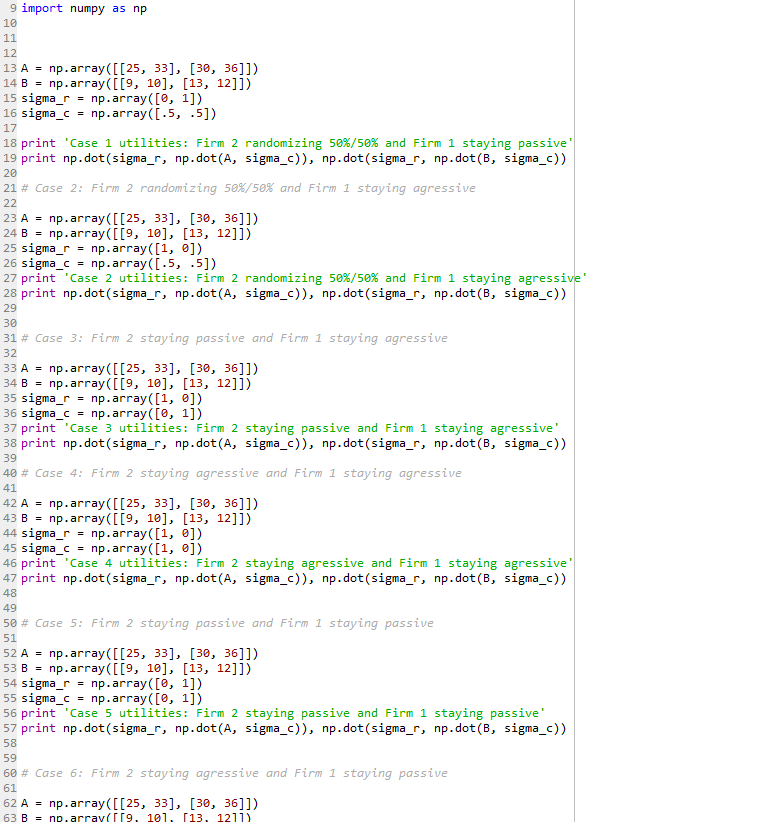 9 import numpy as np
10
11
12
13 A = np.array([[25, 33], [30, 36]])
14 B = np.array([[9, 10], [13, 12]])
15 sigma_r = np.array([0, 1])
16 sigma_c = np.array([.5, .5])
17
18 print 'Case 1 utilities: Firm 2 randomizing 50%/50% and Firm 1 staying passive'
19 print np.dot(sigma_r, np.dot(A, sigma_c)), np.dot(sigma_r, np.dot(B, sigma_c))
20
21 # Case 2: Firm 2 randomizing 50%/50% and Firm 1 staying agressive
22
23 A = np.array([[25, 33], [30, 36]])
24 B = np.array([[9, 10], [13, 12]])
25 sigma_r = np.array([1, 0])
26 sigma_c = np.array([.5, .5])
27 print 'Case 2 utilities: Firm 2 randomizing 50%/50% and Firm 1 staying agressive'
28 print np.dot(sigma_r, np.dot(A, sigma_c)), np.dot(sigma_r, np.dot(B, sigma_c))
29
30
31 # Case 3: Firm 2 staying passive and Firm 1 staying agressive
32
33 A = np.array([[25, 33], [30, 36]])
34 B = np.array([[9, 10], [13, 12]])
35 sigma_r = np.array([1, 0])
36 sigma_c = np.array([0, 1])
37 print 'Case 3 utilities: Firm 2 staying passive and Firm 1 staying agressive'
38 print np.dot(sigma_r, np.dot(A, sigma_c)), np.dot(sigma_r, np.dot(B, sigma_c))
39
40 # Case 4: Firm 2 staying agressive and Firm 1 staying agressive
41
42 A = np.array([[25, 33], [30, 36]])
43 B = np.array([[9, 10], [13, 12]])
44 sigma_r = np.array([1, 0])
45 sigma_c = np.array([1, 0])
46 print 'Case 4 utilities: Firm 2 staying agressive and Firm 1 staying agressive'
47 print np.dot(sigma_r, np.dot(A, sigma_c)), np.dot(sigma_r, np.dot(B, sigma_c))
48
49
50 # Case 5: Firm 2 staying passive and Firm 1 staying passive
51
52 A = np.array([[25, 33], [30, 36]])
53 B = np.array([[9, 10], [13, 12]])
54 sigma_r = np.array([0, 1])
55 sigma_c = np.array([0, 1])
56 print 'Case 5 utilities: Firm 2 staying passive and Firm 1 staying passive'
57 print np.dot(sigma_r, np.dot(A, sigma_c)), np.dot(sigma_r, np.dot(B, sigma_c))
58
59
60 # Case 6: Firm 2 staying agressive and Firm 1 staying passive
61
62 A = np.array([[25, 33], [30, 36]])
63 B = np.array([[9, 10], [13, 12]])